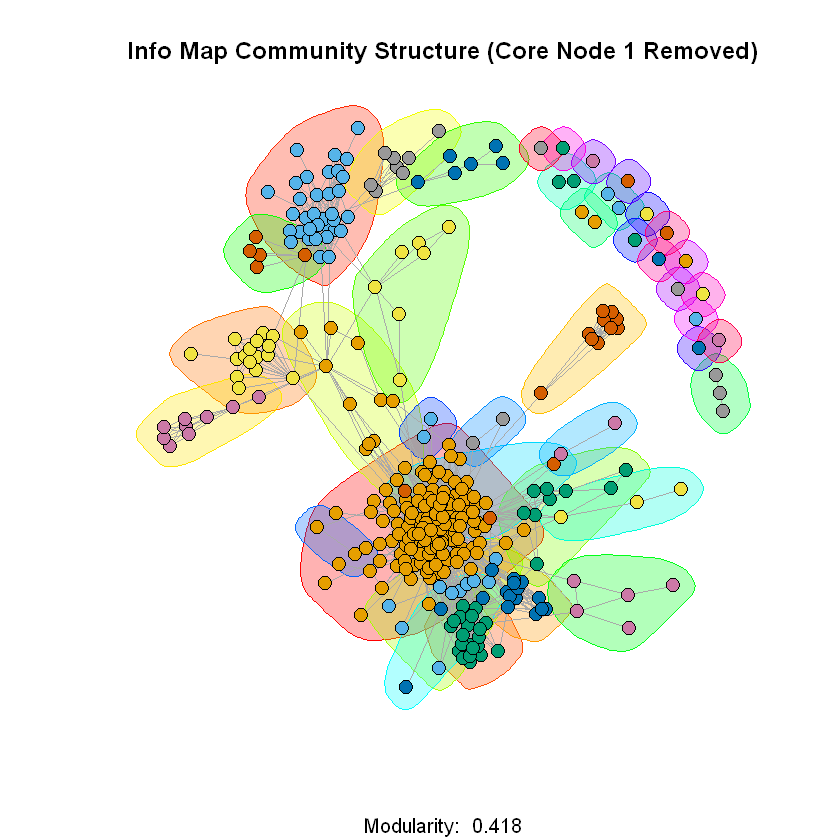 Info Map Community Structure (Core Node 1 Removed)
Modularity:  0.418